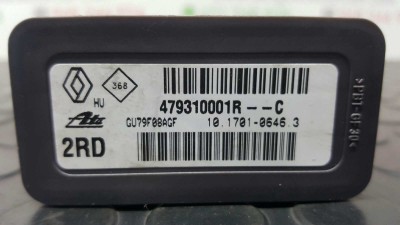 368
HU
479310001R--C
Ate
GU79F08AGF 10.1701-0646.3
2RD